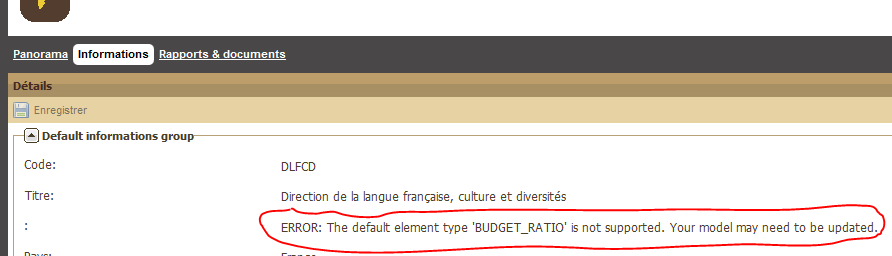 Panorama Informations Rapports & documents
Détails
Enregistrer
Default informations group
Code: DLFCD
Titre: Direction de la langue française, culture et diversités
: ERROR: The default element type 'BUDGET_RATIO' is not supported. Your model may need to be updated.